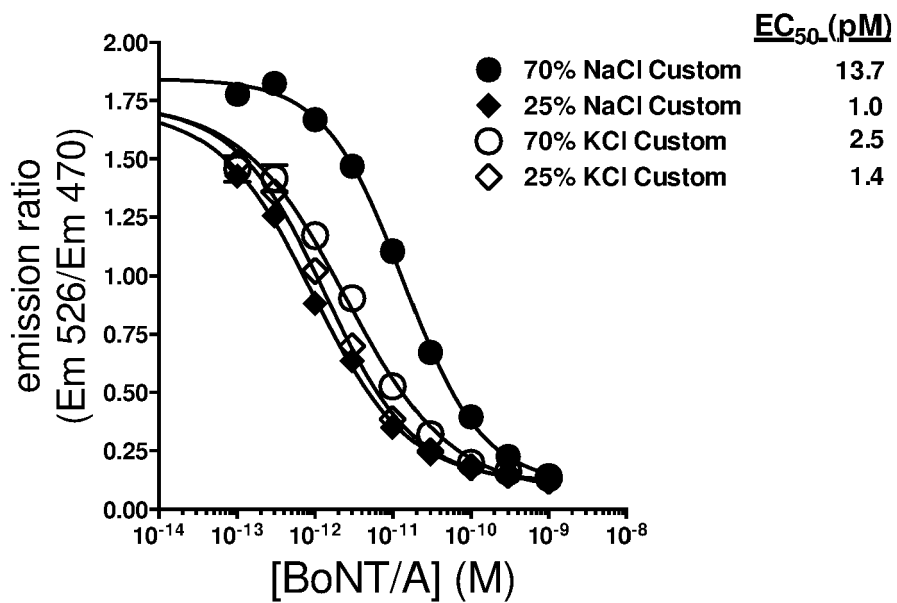 EC50 (pM)
70% NaCl Custom 13.7
25% NaCl Custom 1.0
70% KCl Custom 2.5
25% KCl Custom 1.4
emission ratio
(Em 526/Em 470)
2.00
1.75
1.50
1.25
1.00
0.75
0.50
0.25
0.00
10-14 10-13 10-12 10-11 10-10 10-9 10-8
[BoNT/A] (M)